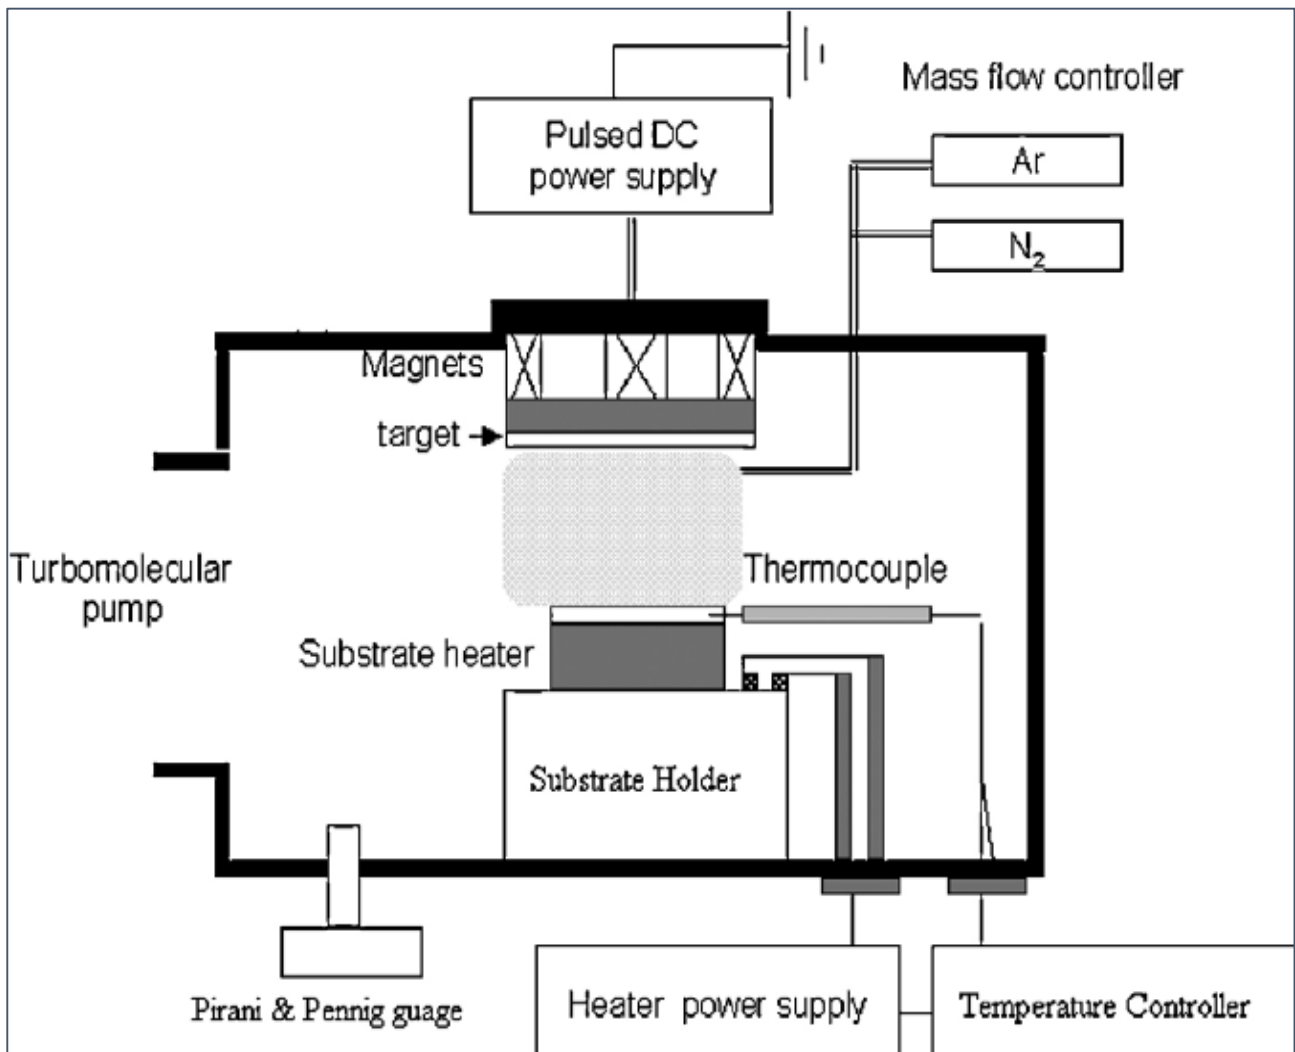 Mass flow controller
Pulsed DC
power supply
Ar
N₂
Magnets
target
Turbomolecular
pump
Thermocouple
Substrate heater
Substrate Holder
Pirani & Pennig guage
Heater power supply
Temperature Controller